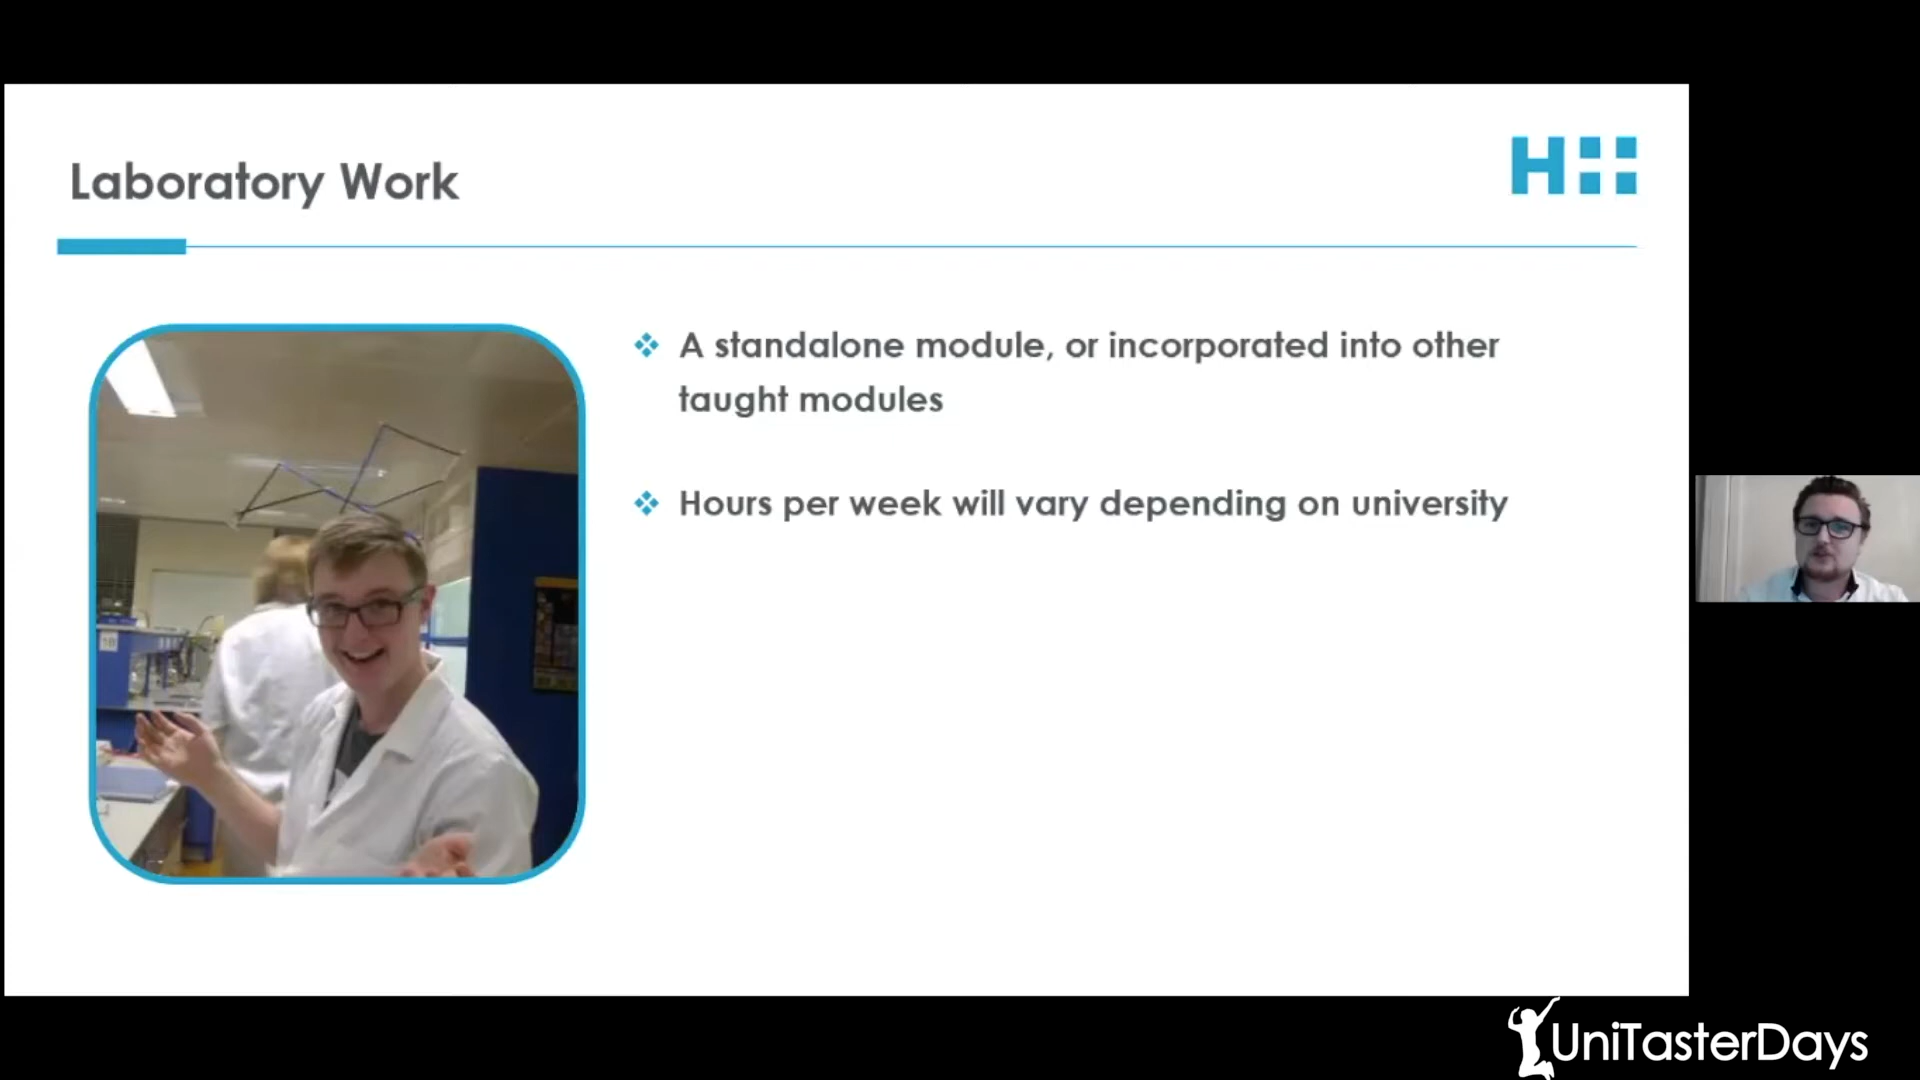 Laboratory Work
H
A standalone module, or incorporated into other
taught modules
Hours per week will vary depending on university
UniTasterDays